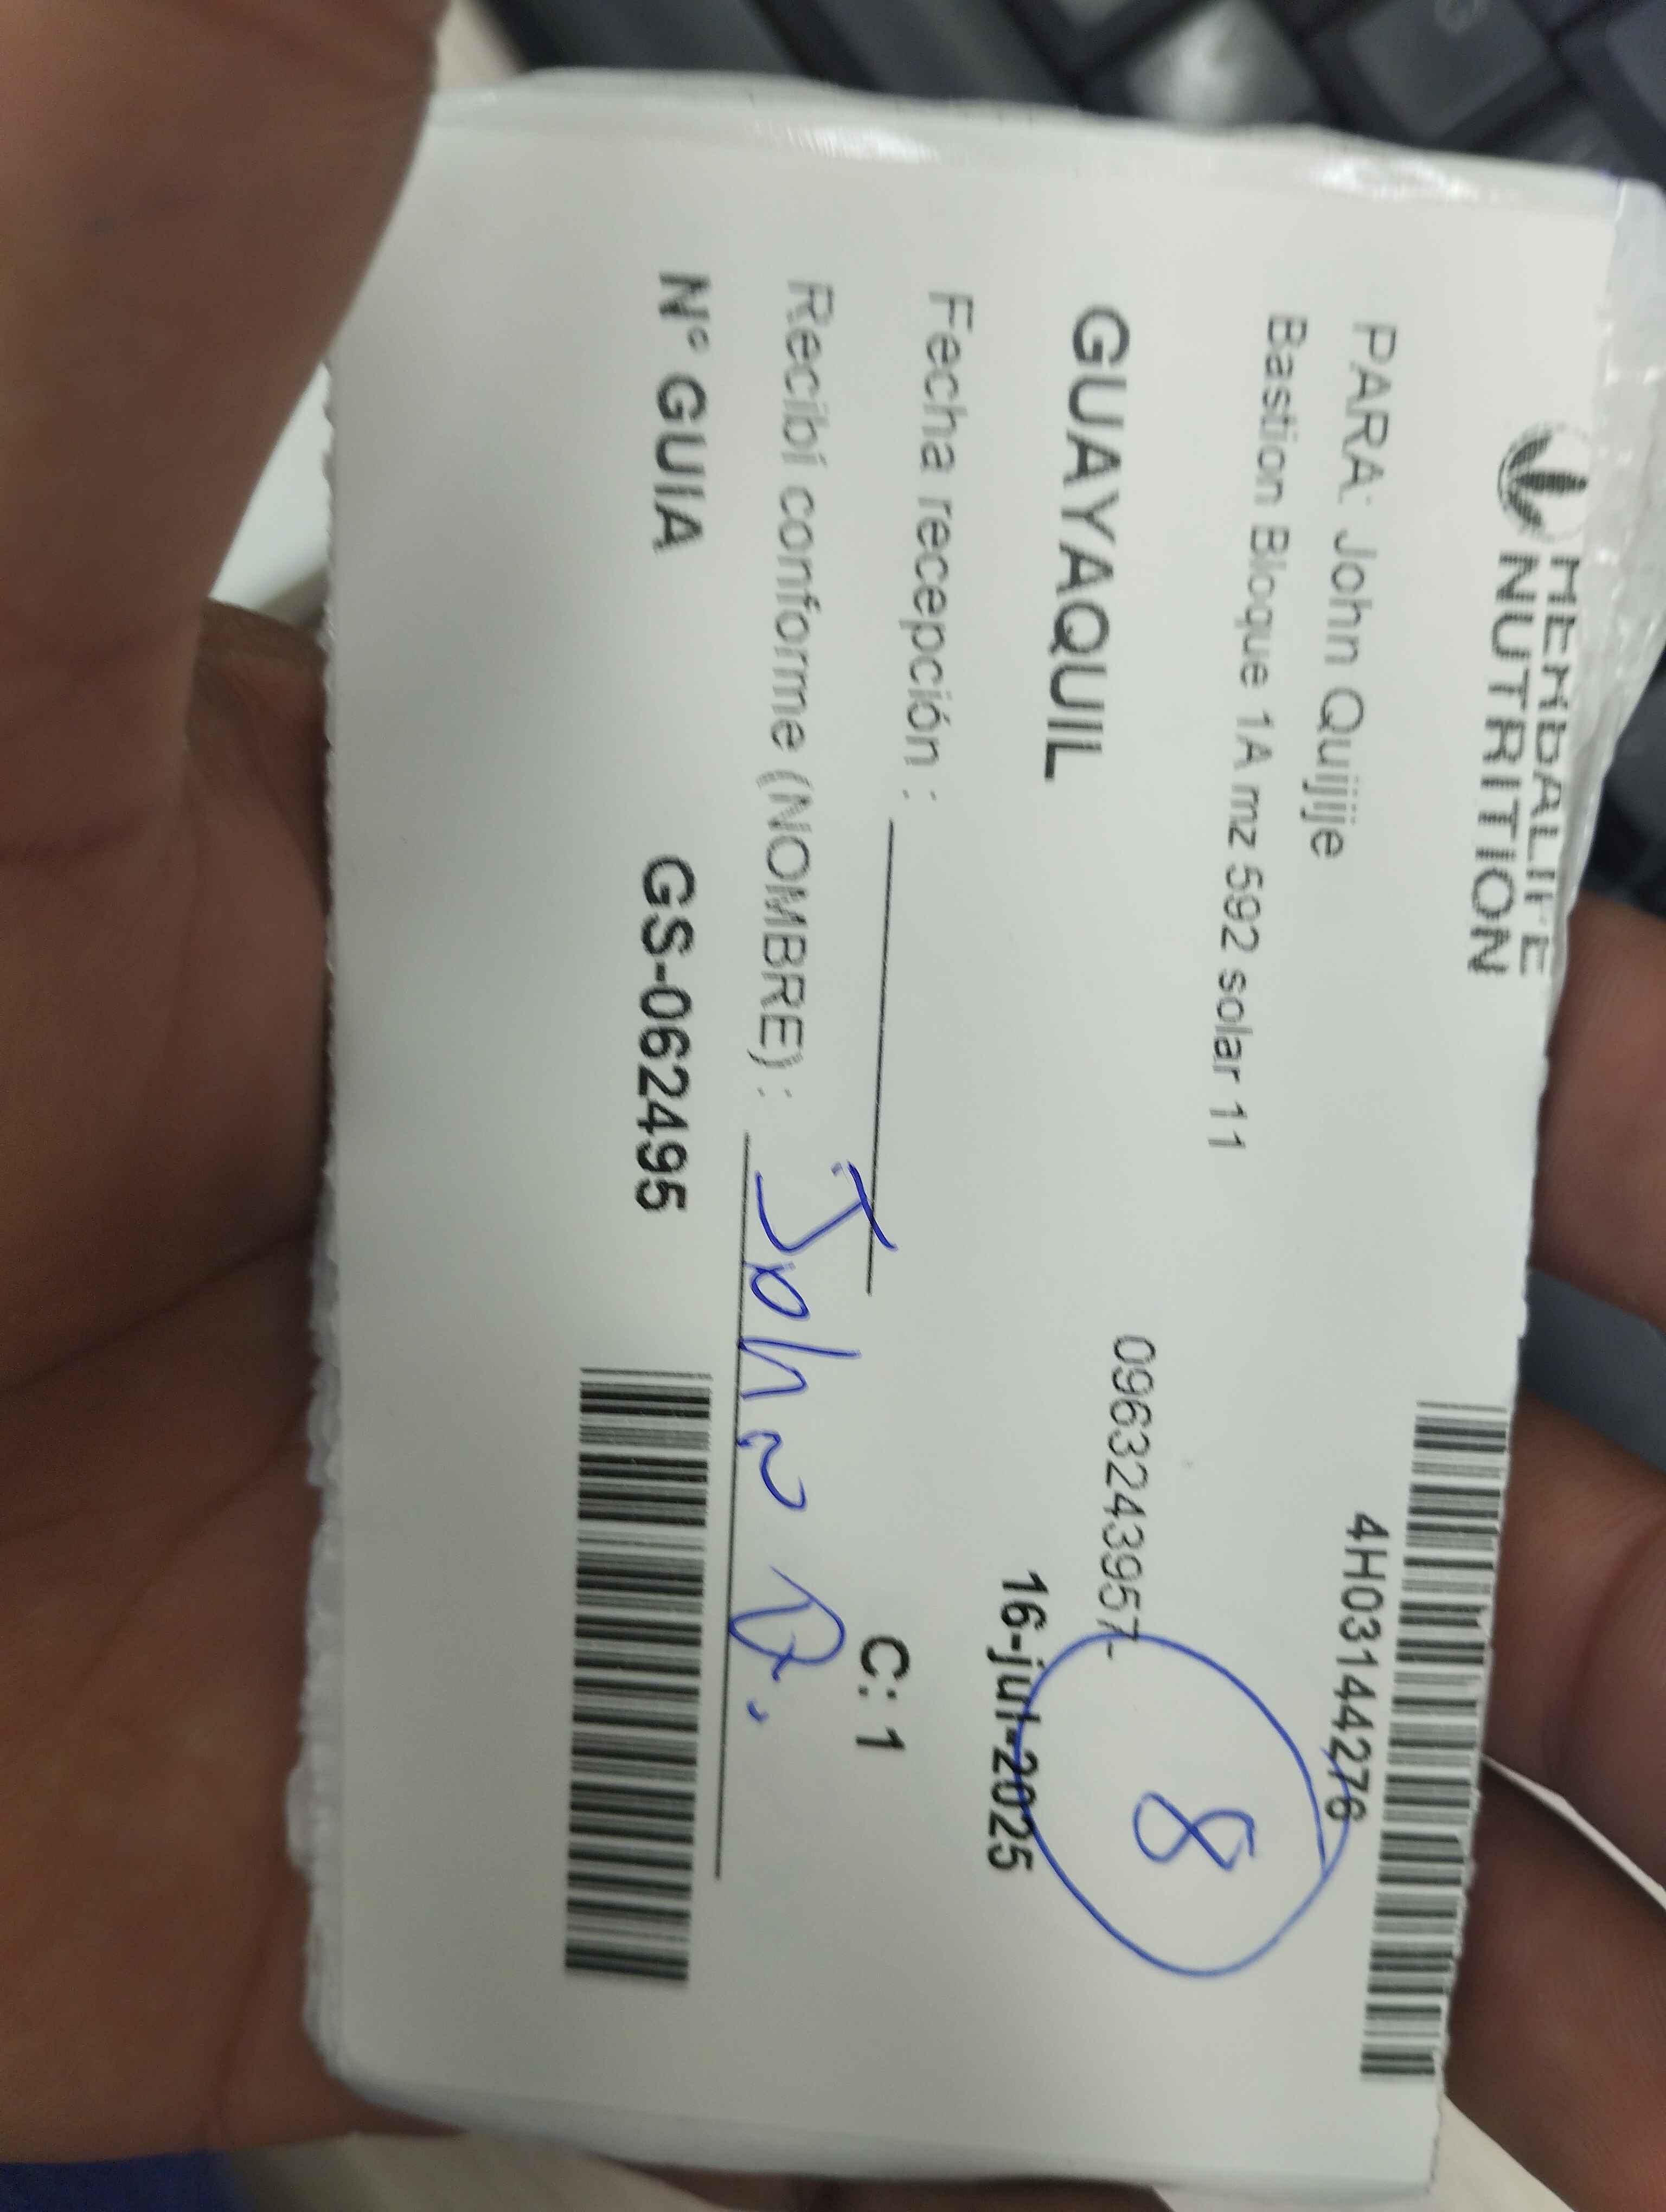 HERBALIFE
NUTRITION
4H03144276
PARA: John Quijije
Bastion Bloque 1A mz 592 solar 11
8
0963243957-
GUAYAQUIL
16-jul-2025
Fecha recepción :
C: 1
Recibí conforme (NOMBRE) : John Q.
N° GUIA GS-062495